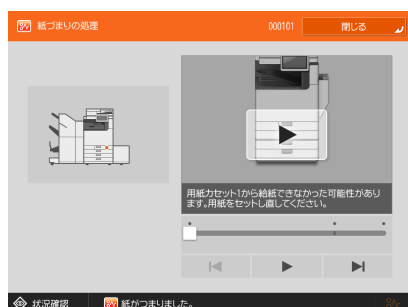 紙づまりの処理
000101
閉じる
用紙カセット1から給紙できなかった可能性があり
ます。用紙をセットし直してください。
状況確認
紙がつまりました。